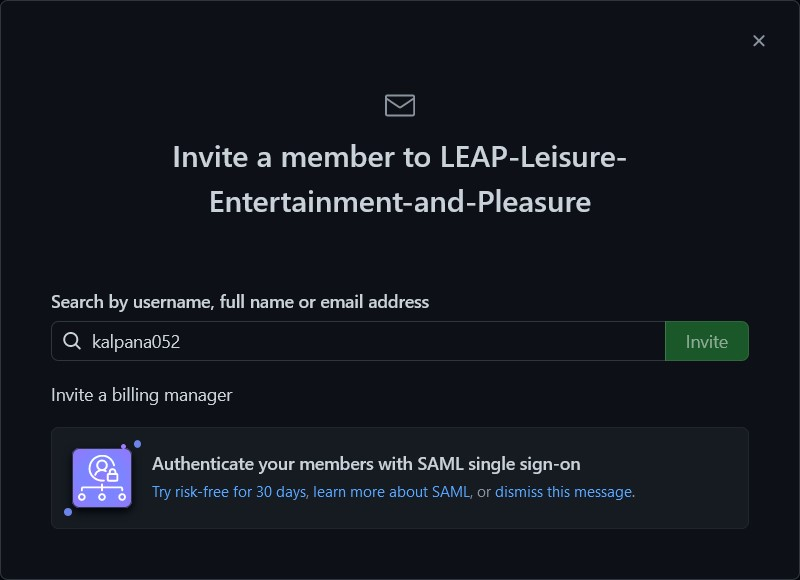 Invite a member to LEAP-Leisure-
Entertainment-and-Pleasure
Search by username, full name or email address
kalpana052
Invite
Invite a billing manager
Authenticate your members with SAML single sign-on
Try risk-free for 30 days, learn more about SAML, or dismiss this message.